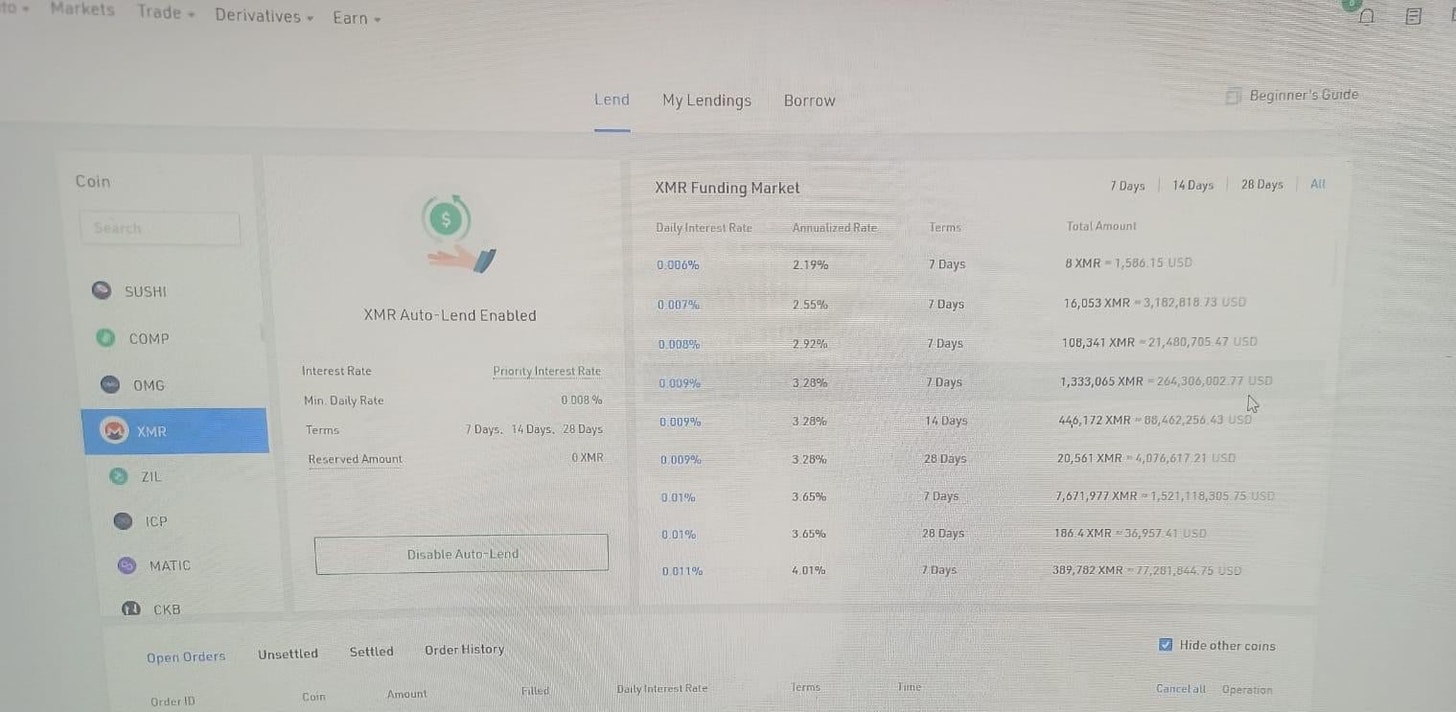 Markets Trade Derivatives Earn
Lend My Lendings Borrow
Beginner's Guide
Coin
Search
SUSHI
COMP
OMG
XMR
ZIL
ICP
MATIC
CKB
$
XMR Auto-Lend Enabled
Interest Rate Priority Interest Rate
Min. Daily Rate 0.008%
Terms 7 Days、14 Days、28 Days
Reserved Amount 0 XMR
Disable Auto-Lend
XMR Funding Market 7 Days 14 Days 28 Days All
Daily Interest Rate Annualized Rate Terms Total Amount
0.006% 2.19% 7 Days 8 XMR ≈ 1,586.15 USD
0.007% 2.55% 7 Days 16,053 XMR ≈ 3,182,818.73 USD
0.008% 2.92% 7 Days 108,341 XMR ≈ 21,480,705.47 USD
0.009% 3.28% 7 Days 1,333,065 XMR ≈ 264,306,002.77 USD
0.009% 3.28% 14 Days 446,172 XMR ≈ 88,462,256.43 USD
0.009% 3.28% 28 Days 20,561 XMR ≈ 4,076,617.21 USD
0.01% 3.65% 7 Days 7,671,977 XMR ≈ 1,521,118,305.75 USD
0.01% 3.65% 28 Days 186.4 XMR ≈ 36,957.41 USD
0.011% 4.01% 7 Days 389,782 XMR ≈ 77,281,844.75 USD
Open Orders Unsettled Settled Order History Hide other coins
Order ID Coin Amount Filled Daily Interest Rate Terms Time Cancel all Operation